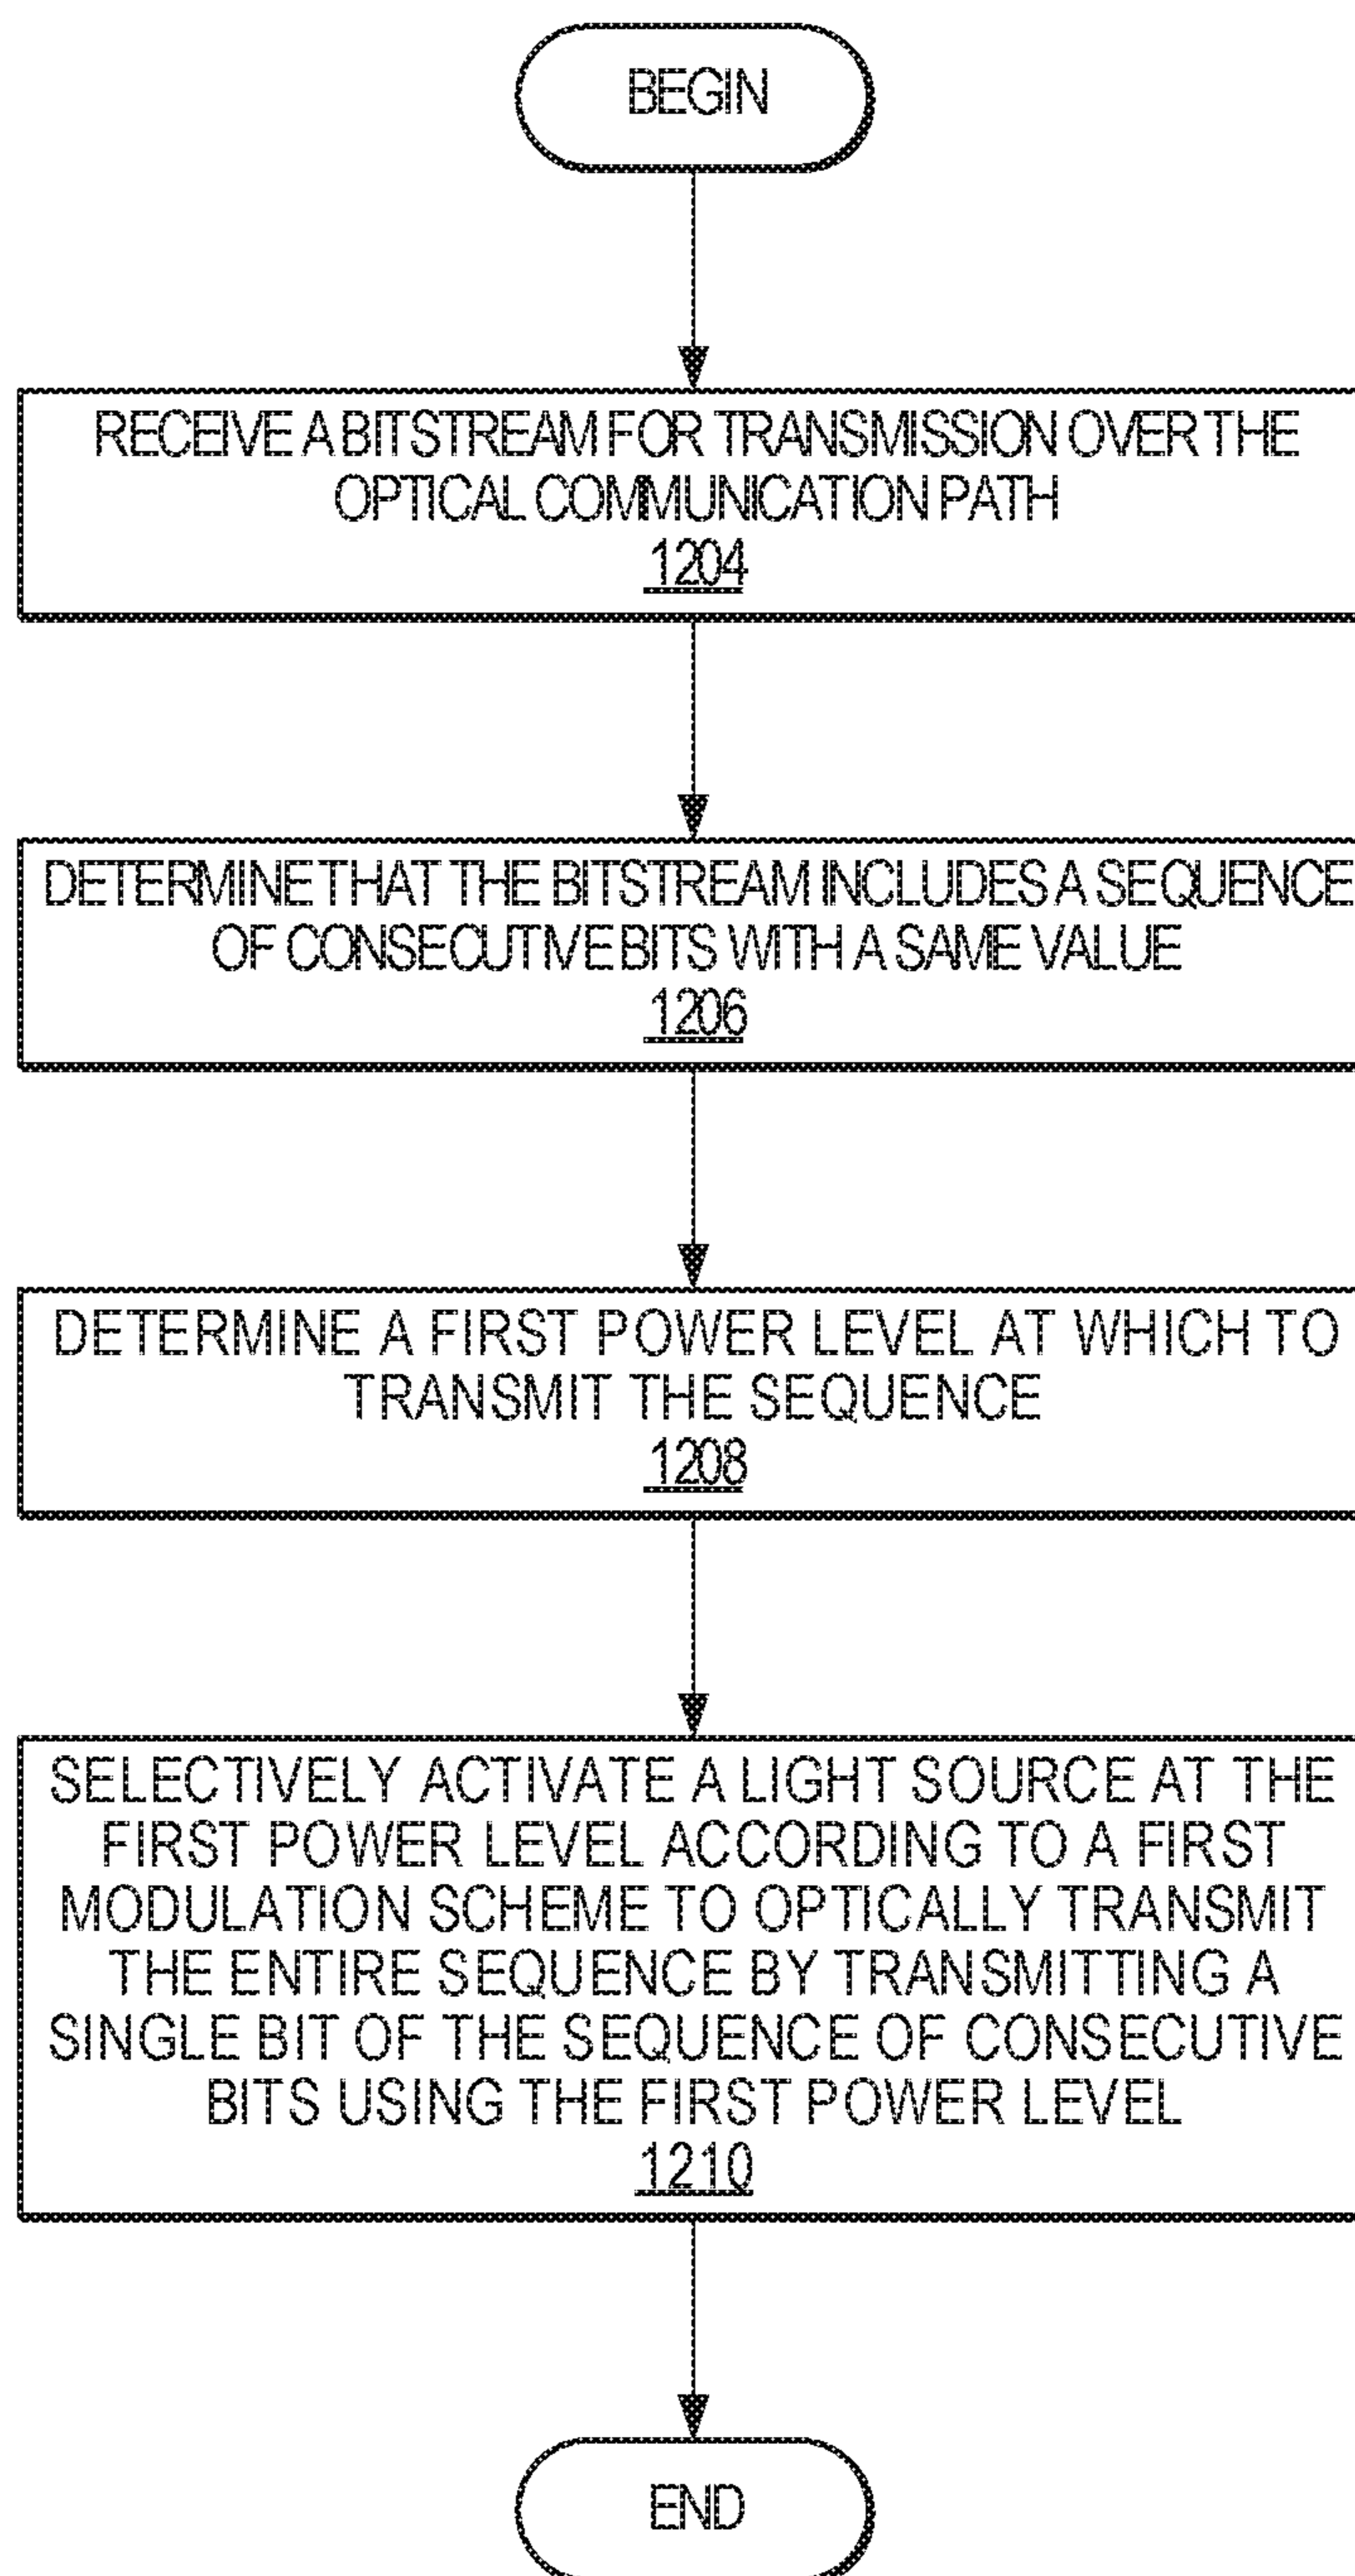 BEGIN
RECEIVE A BITSTREAM FOR TRANSMISSION OVER THE
OPTICAL COMMUNICATION PATH
1204
DETERMINE THAT THE BITSTREAM INCLUDES A SEQUENCE
OF CONSECUTIVE BITS WITH A SAME VALUE
1206
DETERMINE A FIRST POWER LEVEL AT WHICH TO
TRANSMIT THE SEQUENCE
1208
SELECTIVELY ACTIVATE A LIGHT SOURCE AT THE
FIRST POWER LEVEL ACCORDING TO A FIRST
MODULATION SCHEME TO OPTICALLY TRANSMIT
THE ENTIRE SEQUENCE BY TRANSMITTING A
SINGLE BIT OF THE SEQUENCE OF CONSECUTIVE
BITS USING THE FIRST POWER LEVEL
1210
END